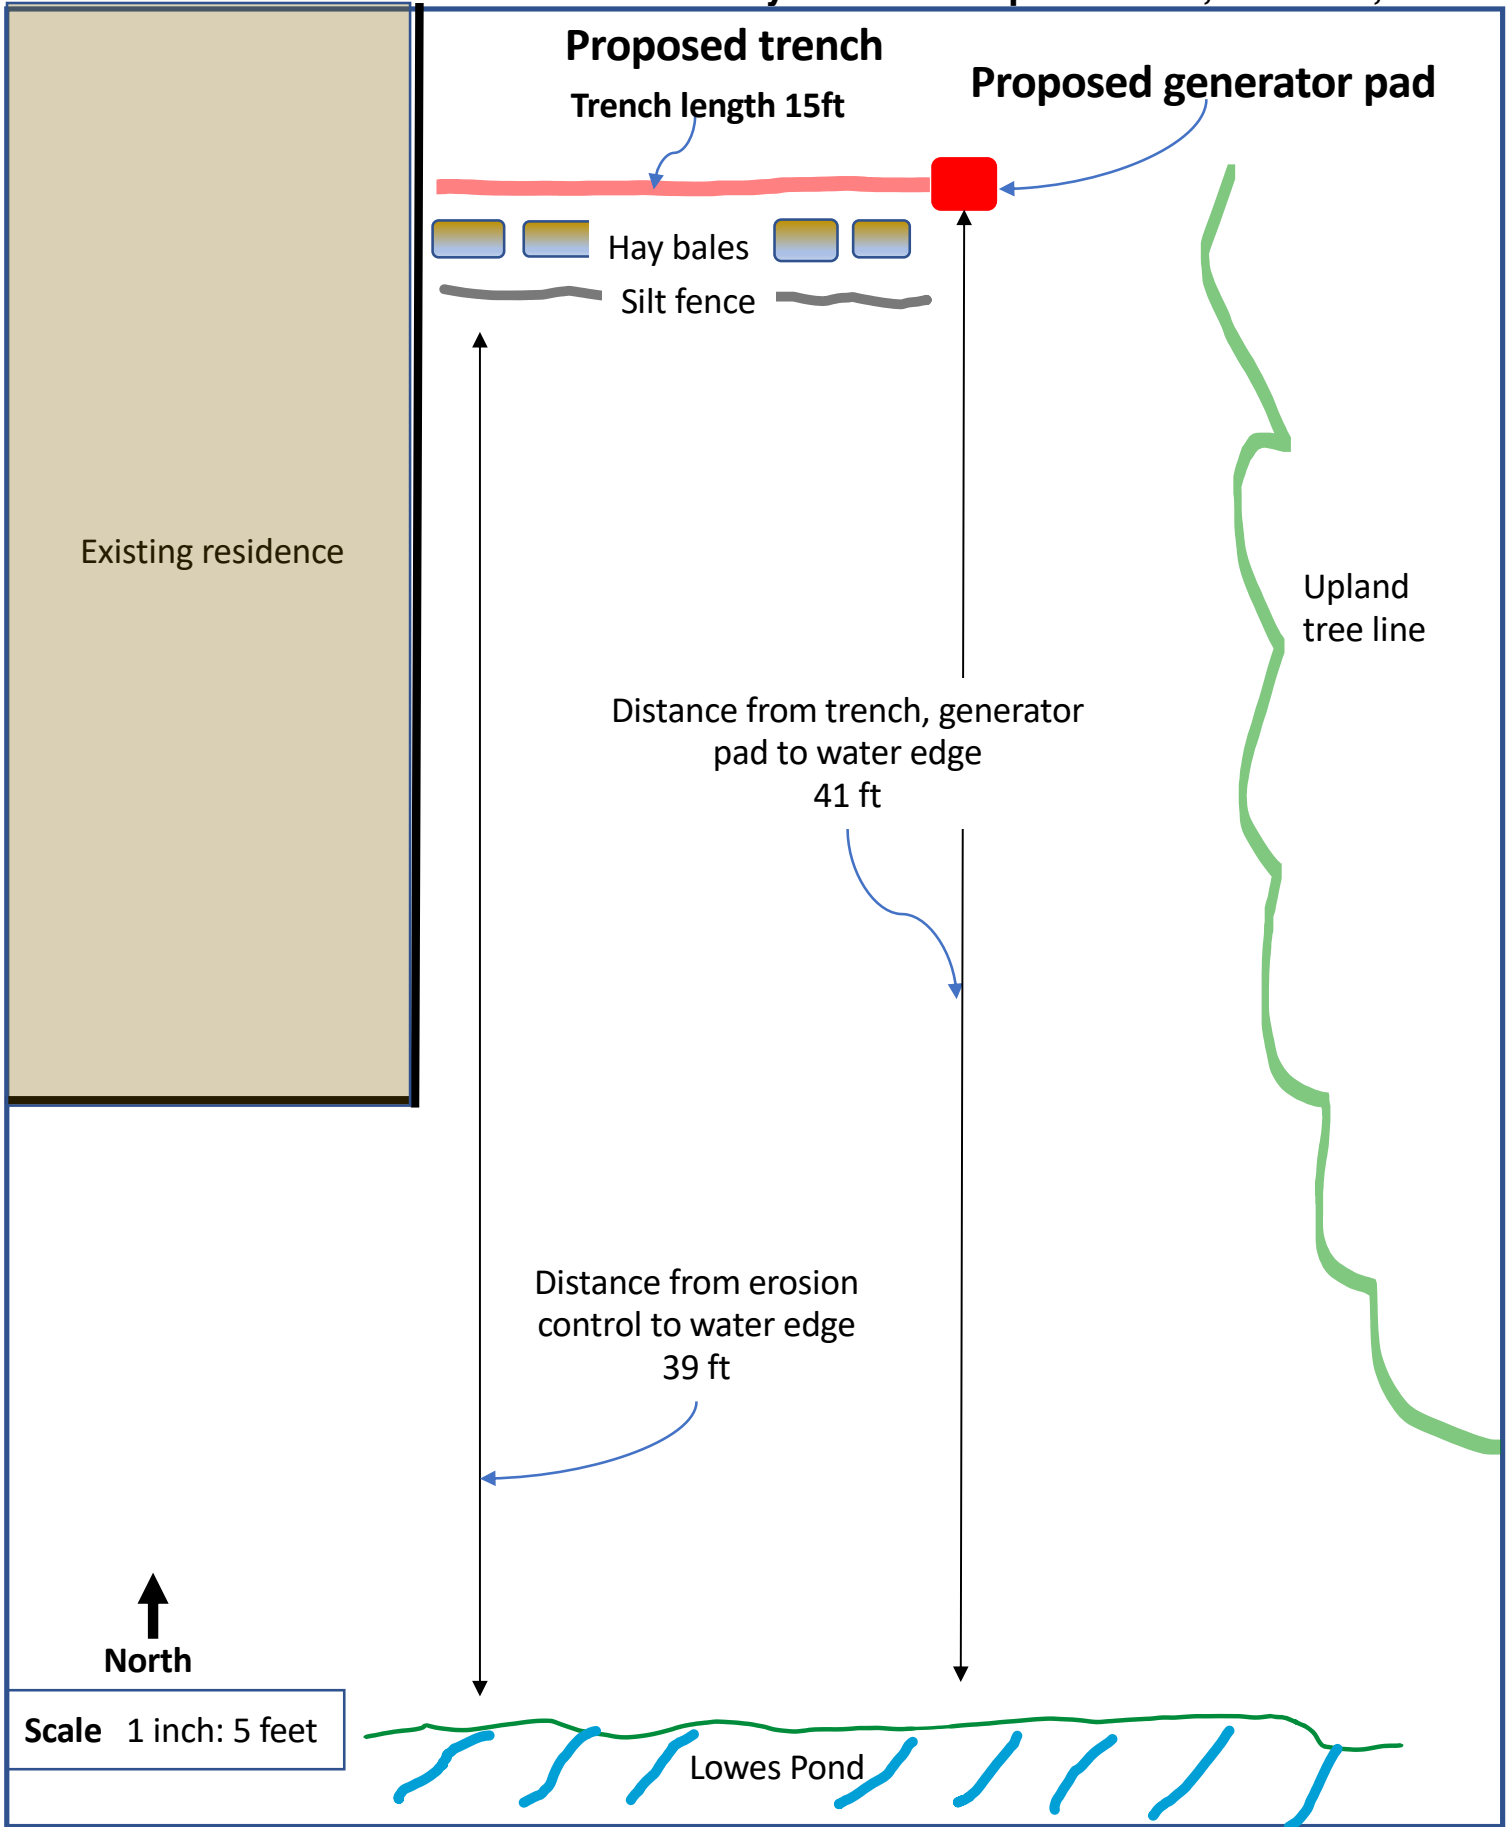 Proposed trench
Trench length 15ft
Proposed generator pad
Hay bales
Silt fence
Existing residence
Upland
tree line
Distance from trench, generator
pad to water edge
41 ft
Distance from erosion
control to water edge
39 ft
North
Scale 1 inch: 5 feet
Lowes Pond